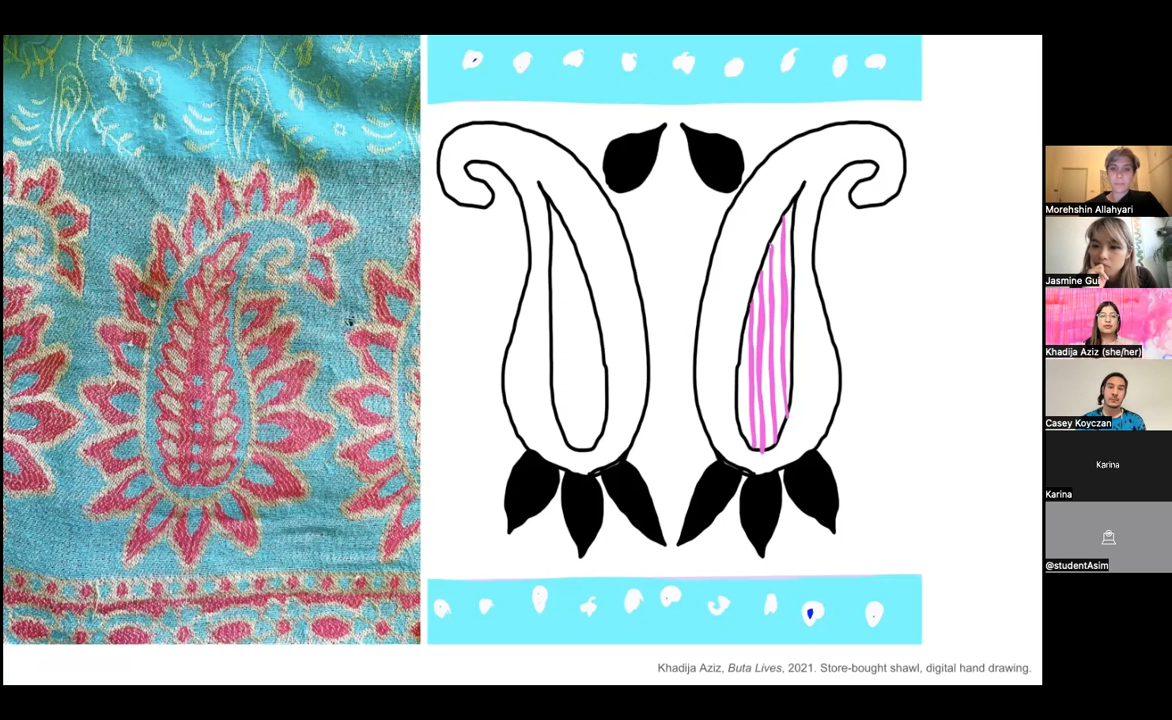 Khadija Aziz, Buta Lives, 2021. Store-bought shawl, digital hand drawing.
Morehshin Allahyari
Jasmine Gui
Khadija Aziz (she/her)
Casey Koyczan
Karina
Karina
@studentAsim